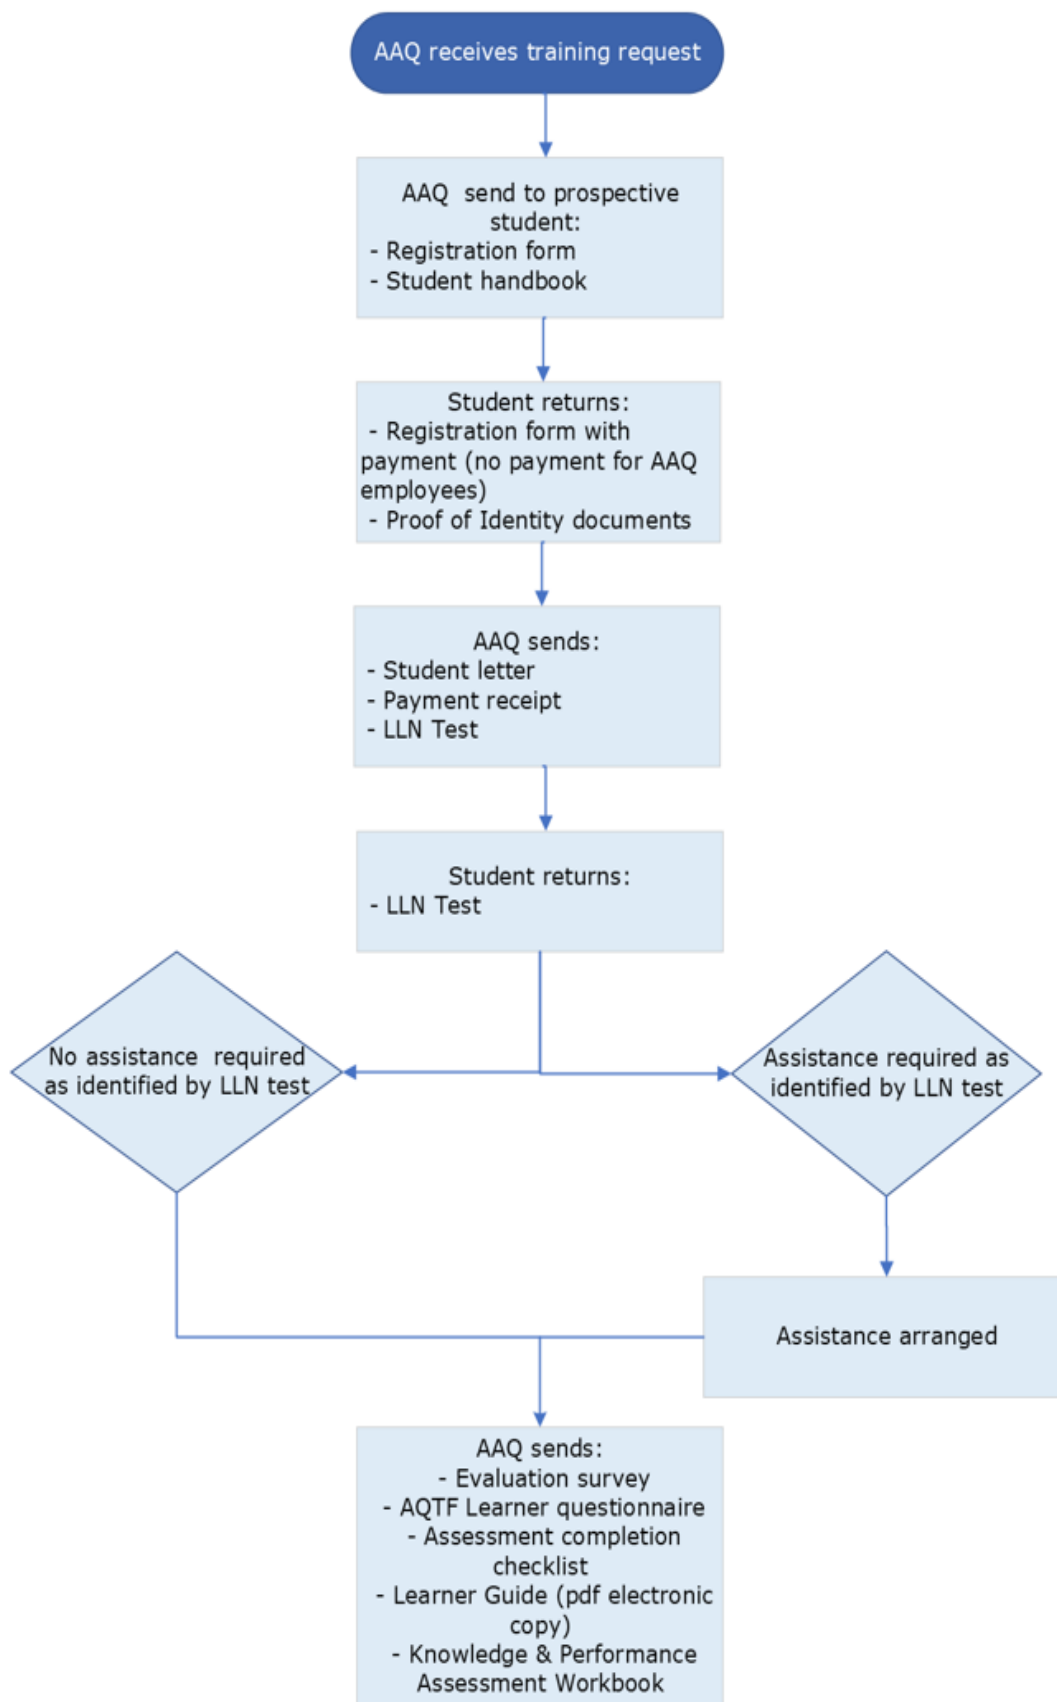 AAQ receives training request
AAQ  send to prospective
student:
- Registration form
- Student handbook
Student returns:
- Registration form with
payment (no payment for AAQ
employees)
- Proof of Identity documents
AAQ sends:
- Student letter
- Payment receipt
- LLN Test
Student returns:
- LLN Test
No assistance  required
as identified by LLN test
Assistance required as
identified by LLN test
Assistance arranged
AAQ sends:
- Evaluation survey
- AQTF Learner questionnaire
- Assessment completion
checklist
- Learner Guide (pdf electronic
copy)
- Knowledge & Performance
Assessment Workbook